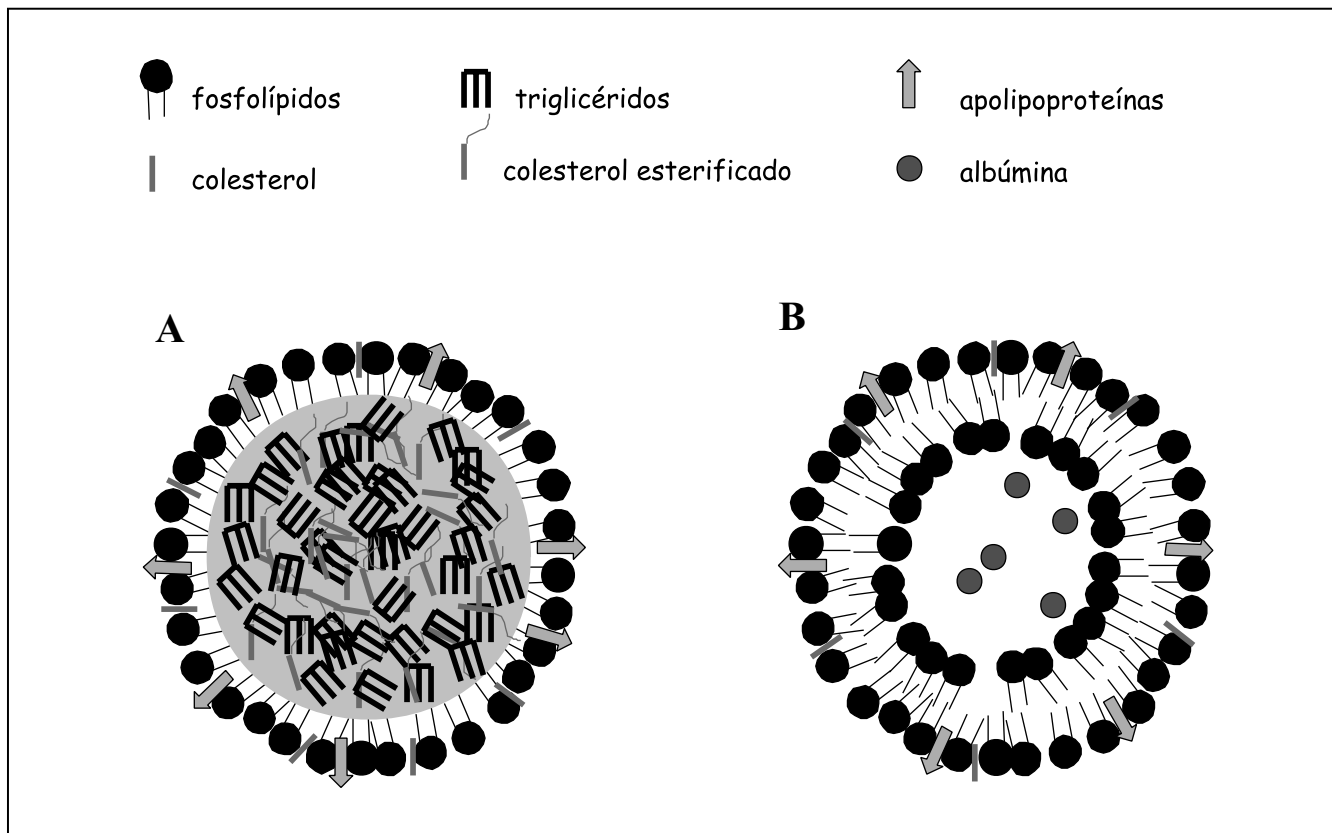 fosfolípidos
triglicéridos
apolipoproteínas
colesterol
colesterol esterificado
albúmina
A
B